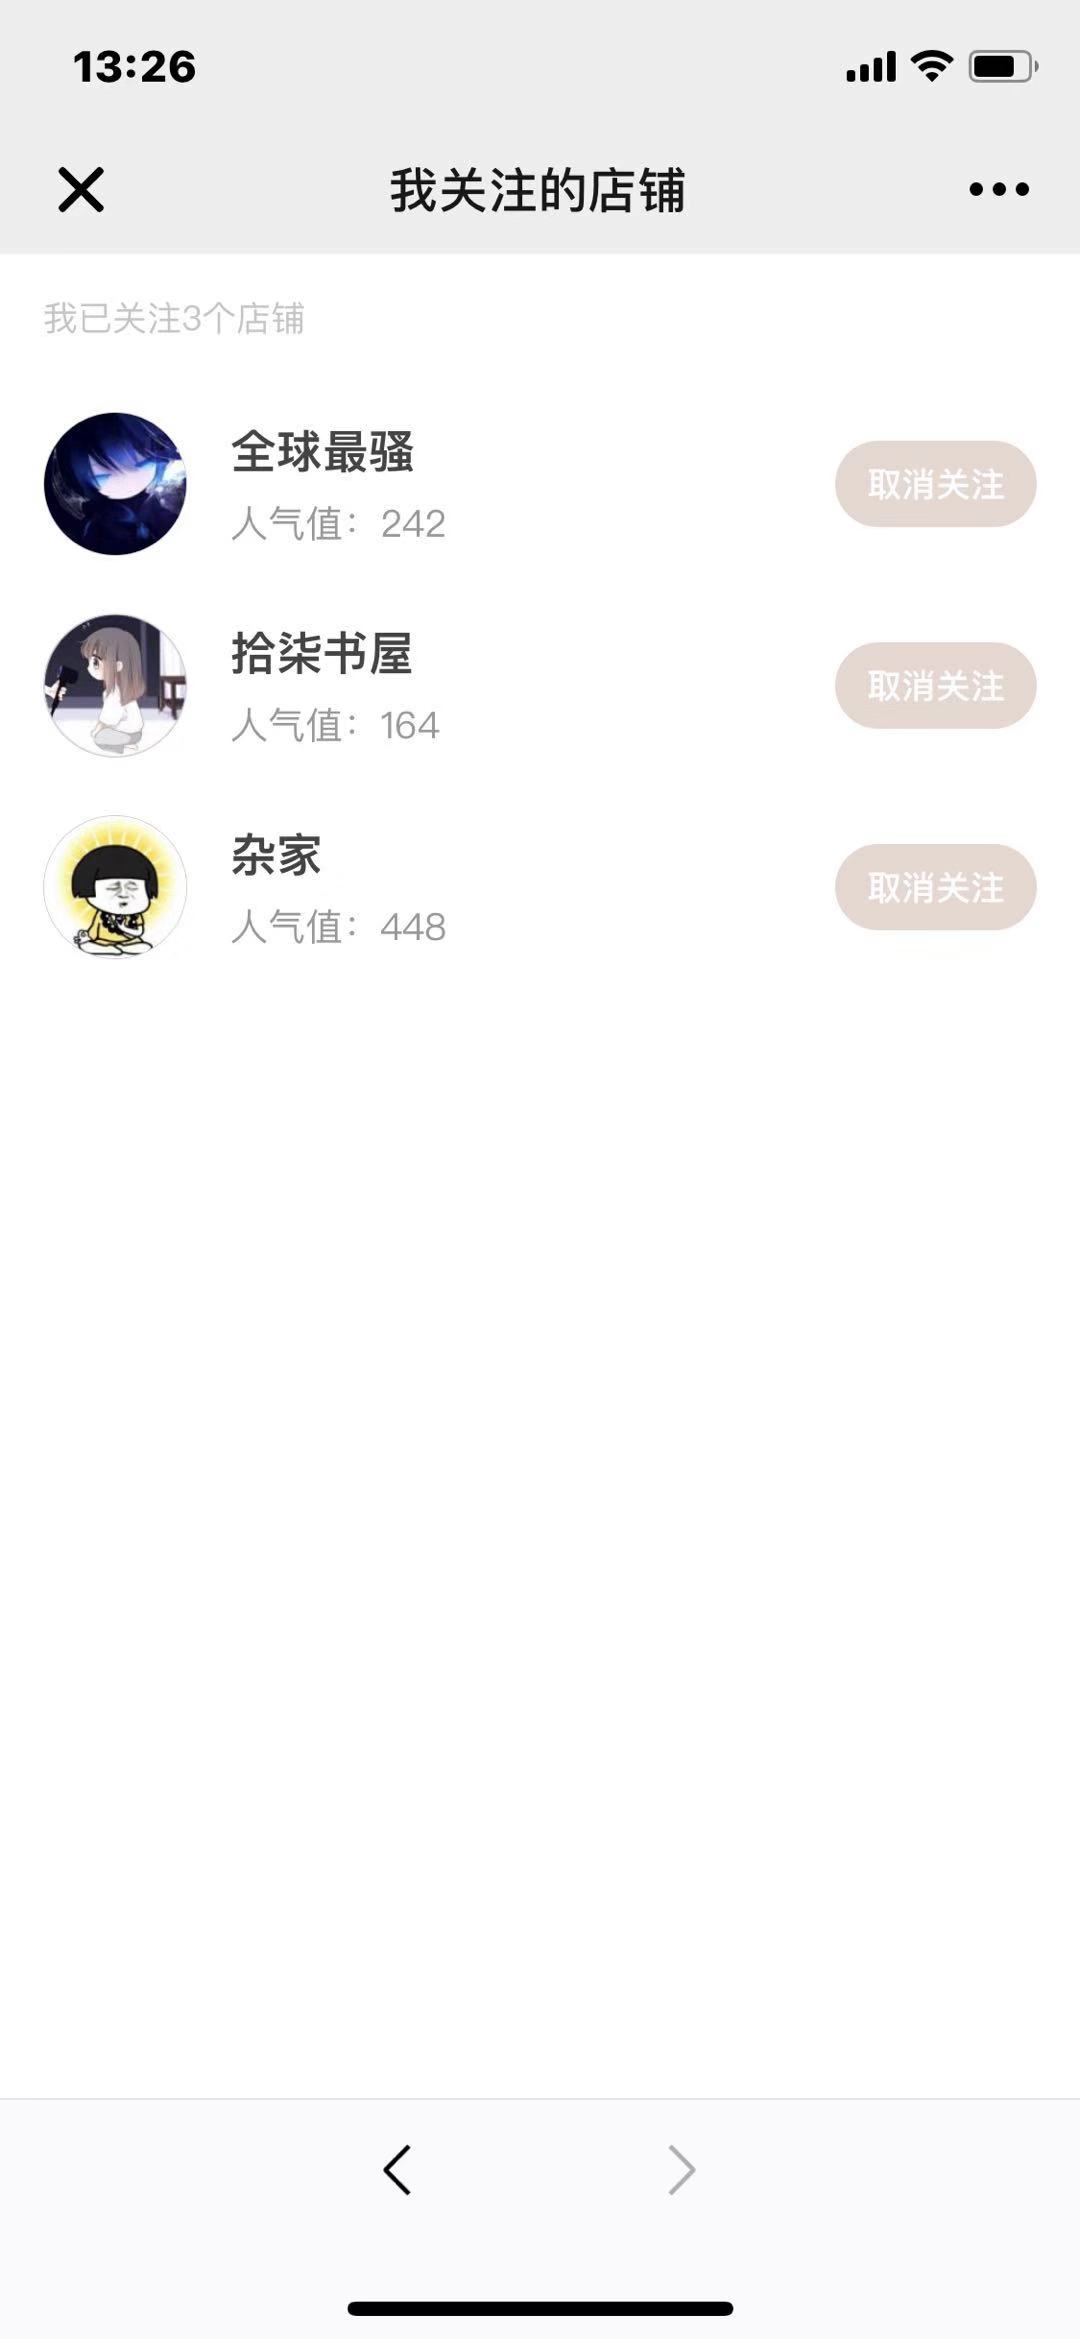 13:26
我关注的店铺
我已关注3个店铺
全球最骚
人气值：242
取消关注
拾柒书屋
人气值：164
取消关注
杂家
人气值：448
取消关注